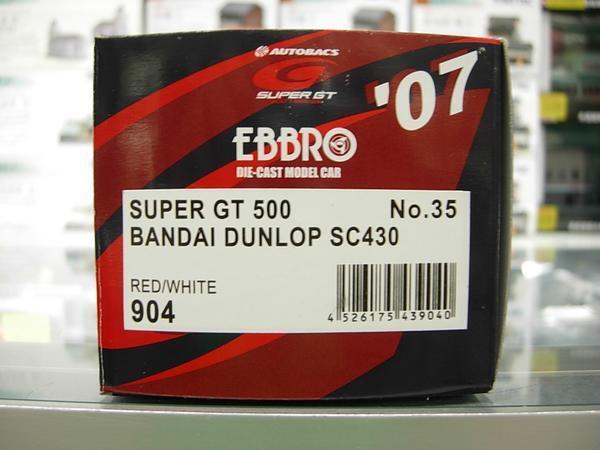 AUTOBACS
SUPER GT
'07
EBBRO
DIE-CAST MODEL CAR
SUPER GT 500 No.35
BANDAI DUNLOP SC430
RED/WHITE
904
4 526175 439040